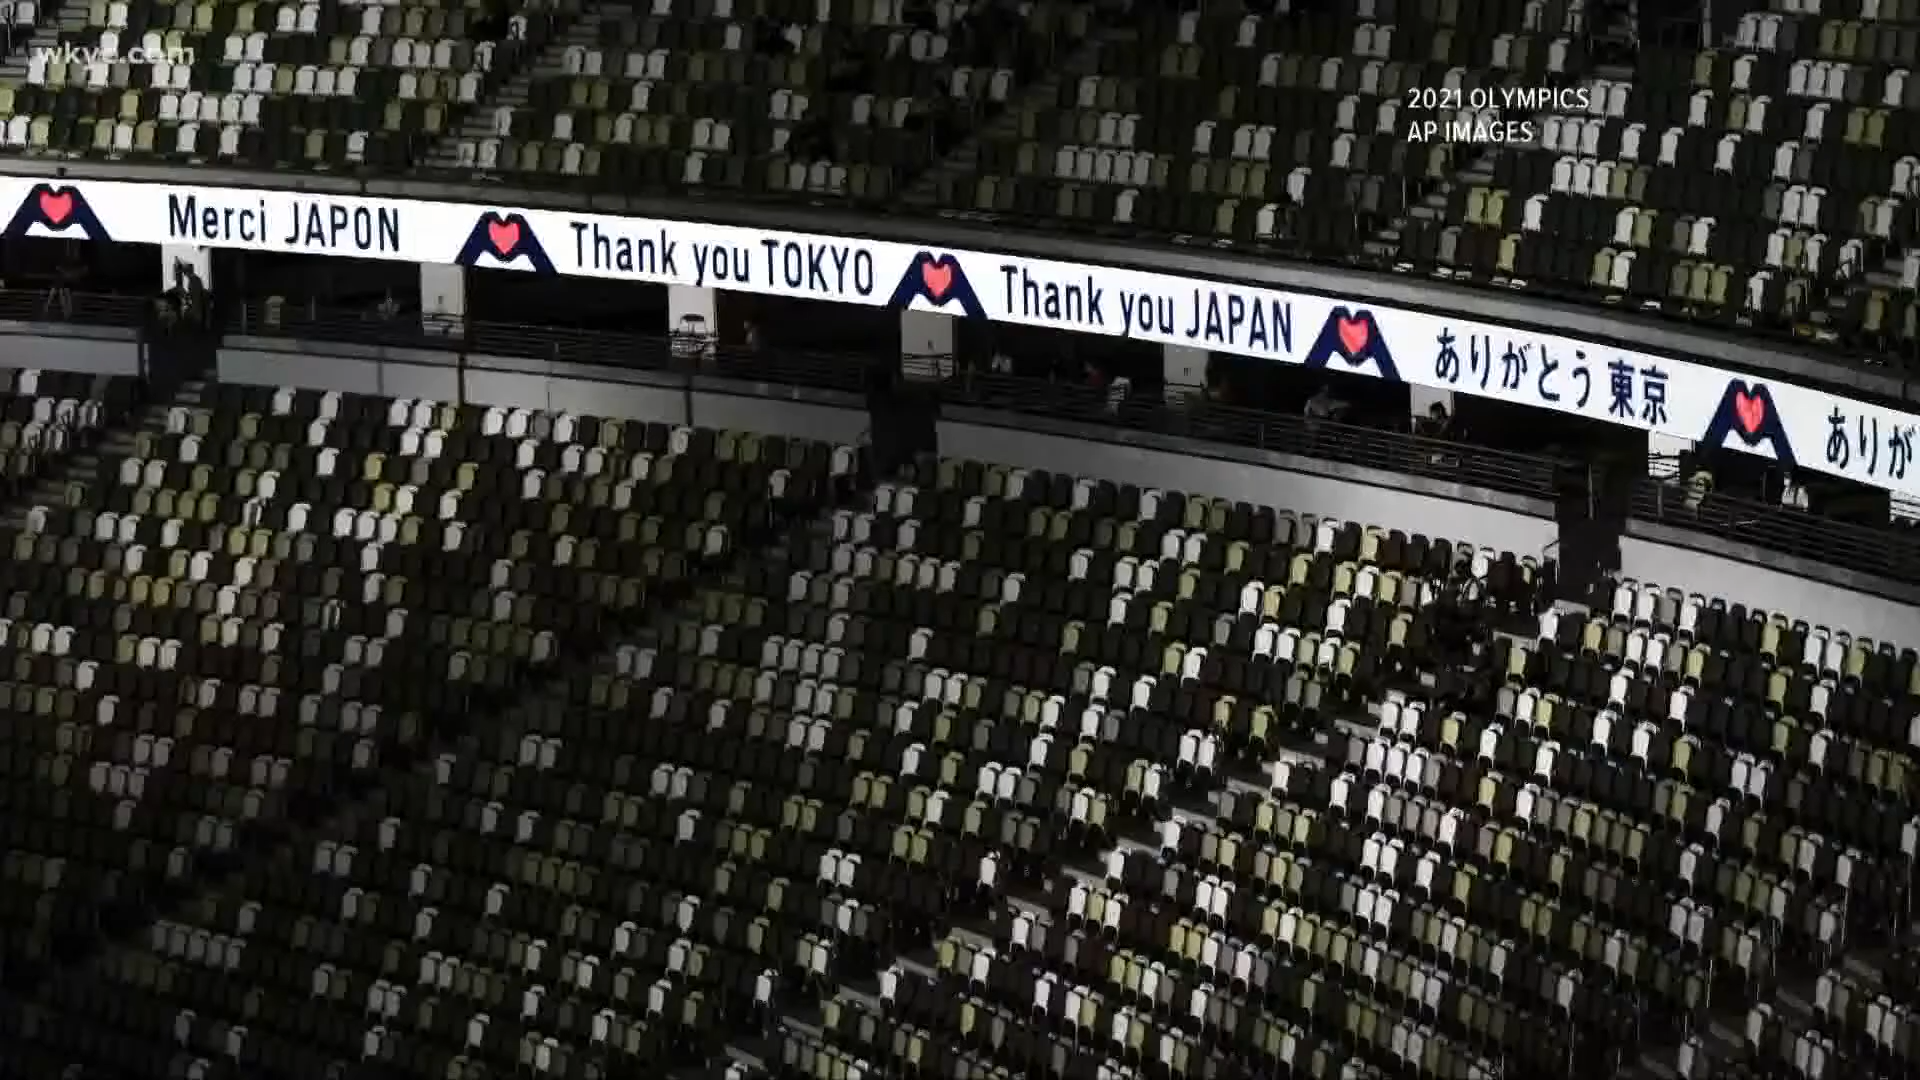 wkyc.com
2021 OLYMPICS
AP IMAGES
Merci JAPON Thank you TOKYO Thank you JAPAN ありがとう 東京 ありが